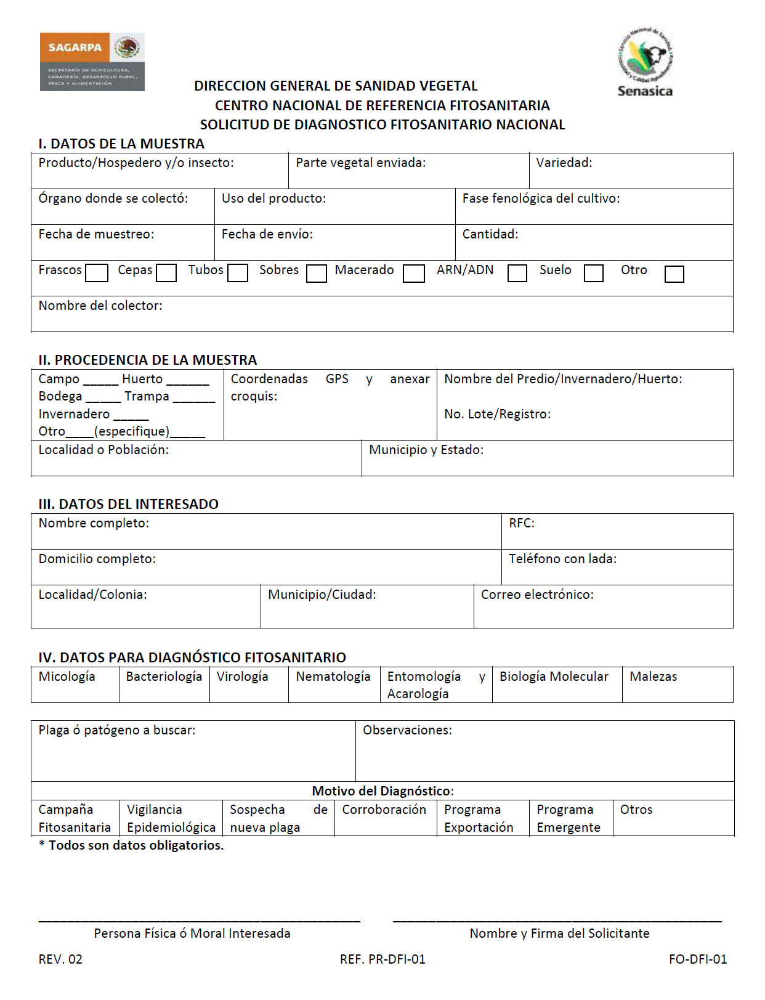 SAGARPA
SECRETARÍA DE AGRICULTURA,
GANADERÍA, DESARROLLO RURAL,
PESCA Y ALIMENTACIÓN
Servicio Nacional de Sanidad, Inocuidad y Calidad Agroalimentaria
Senasica
DIRECCION GENERAL DE SANIDAD VEGETAL
CENTRO NACIONAL DE REFERENCIA FITOSANITARIA
SOLICITUD DE DIAGNOSTICO FITOSANITARIO NACIONAL
I. DATOS DE LA MUESTRA
Producto/Hospedero y/o insecto: Parte vegetal enviada: Variedad:
Órgano donde se colectó: Uso del producto: Fase fenológica del cultivo:
Fecha de muestreo: Fecha de envío: Cantidad:
Frascos Cepas Tubos Sobres Macerado ARN/ADN Suelo Otro
Nombre del colector:
II. PROCEDENCIA DE LA MUESTRA
Campo _____ Huerto ______
Bodega _____ Trampa ______
Invernadero _____
Otro____(especifique)_____
Coordenadas GPS y anexar
croquis:
Nombre del Predio/Invernadero/Huerto:
No. Lote/Registro:
Localidad o Población: Municipio y Estado:
III. DATOS DEL INTERESADO
Nombre completo: RFC:
Domicilio completo: Teléfono con lada:
Localidad/Colonia: Municipio/Ciudad: Correo electrónico:
IV. DATOS PARA DIAGNÓSTICO FITOSANITARIO
Micología Bacteriología Virología Nematología Entomología y Biología Molecular Malezas
Acarología
Plaga ó patógeno a buscar: Observaciones:
Motivo del Diagnóstico:
Campaña Vigilancia Sospecha de Corroboración Programa Programa Otros
Fitosanitaria Epidemiológica nueva plaga Exportación Emergente
* Todos son datos obligatorios.
Persona Física ó Moral Interesada Nombre y Firma del Solicitante
REV. 02 REF. PR-DFI-01 FO-DFI-01